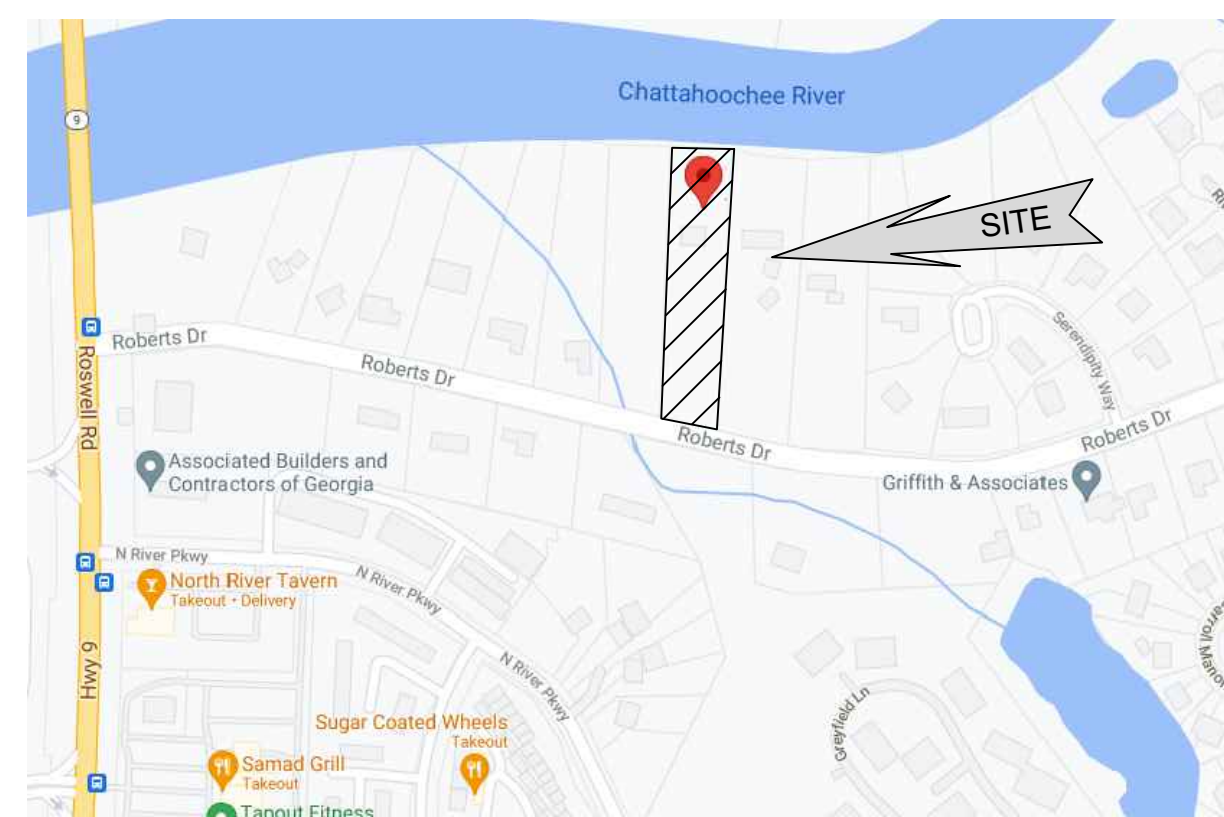 Chattahoochee River
9
SITE
Roberts Dr
Roswell Rd
Roberts Dr
Serendipity Way
Roberts Dr
Roberts Dr
Associated Builders and
Contractors of Georgia
Griffith & Associates
N River Pkwy
N River Pkwy
North River Tavern
Takeout • Delivery
Hwy 9
N River Pkwy
Greyfield Ln
Sugar Coated Wheels
Takeout
Samad Grill
Takeout
Tapout Fitness